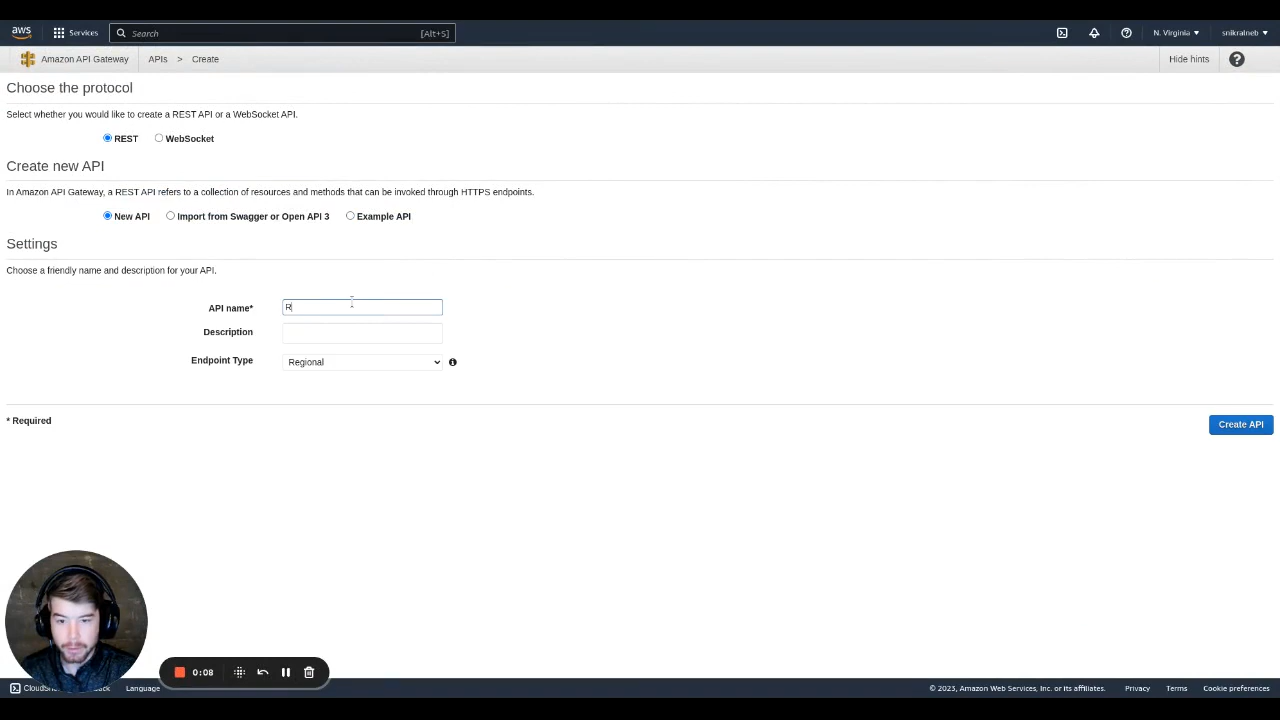 aws Services Search [Alt+S] N. Virginia snikralneb
Amazon API Gateway APIs > Create Hide hints ?
Choose the protocol
Select whether you would like to create a REST API or a WebSocket API.
REST WebSocket
Create new API
In Amazon API Gateway, a REST API refers to a collection of resources and methods that can be invoked through HTTPS endpoints.
New API Import from Swagger or Open API 3 Example API
Settings
Choose a friendly name and description for your API.
API name* R
Description
Endpoint Type Regional
* Required
Create API
0:08
Language © 2023, Amazon Web Services, Inc. or its affiliates. Privacy Terms Cookie preferences